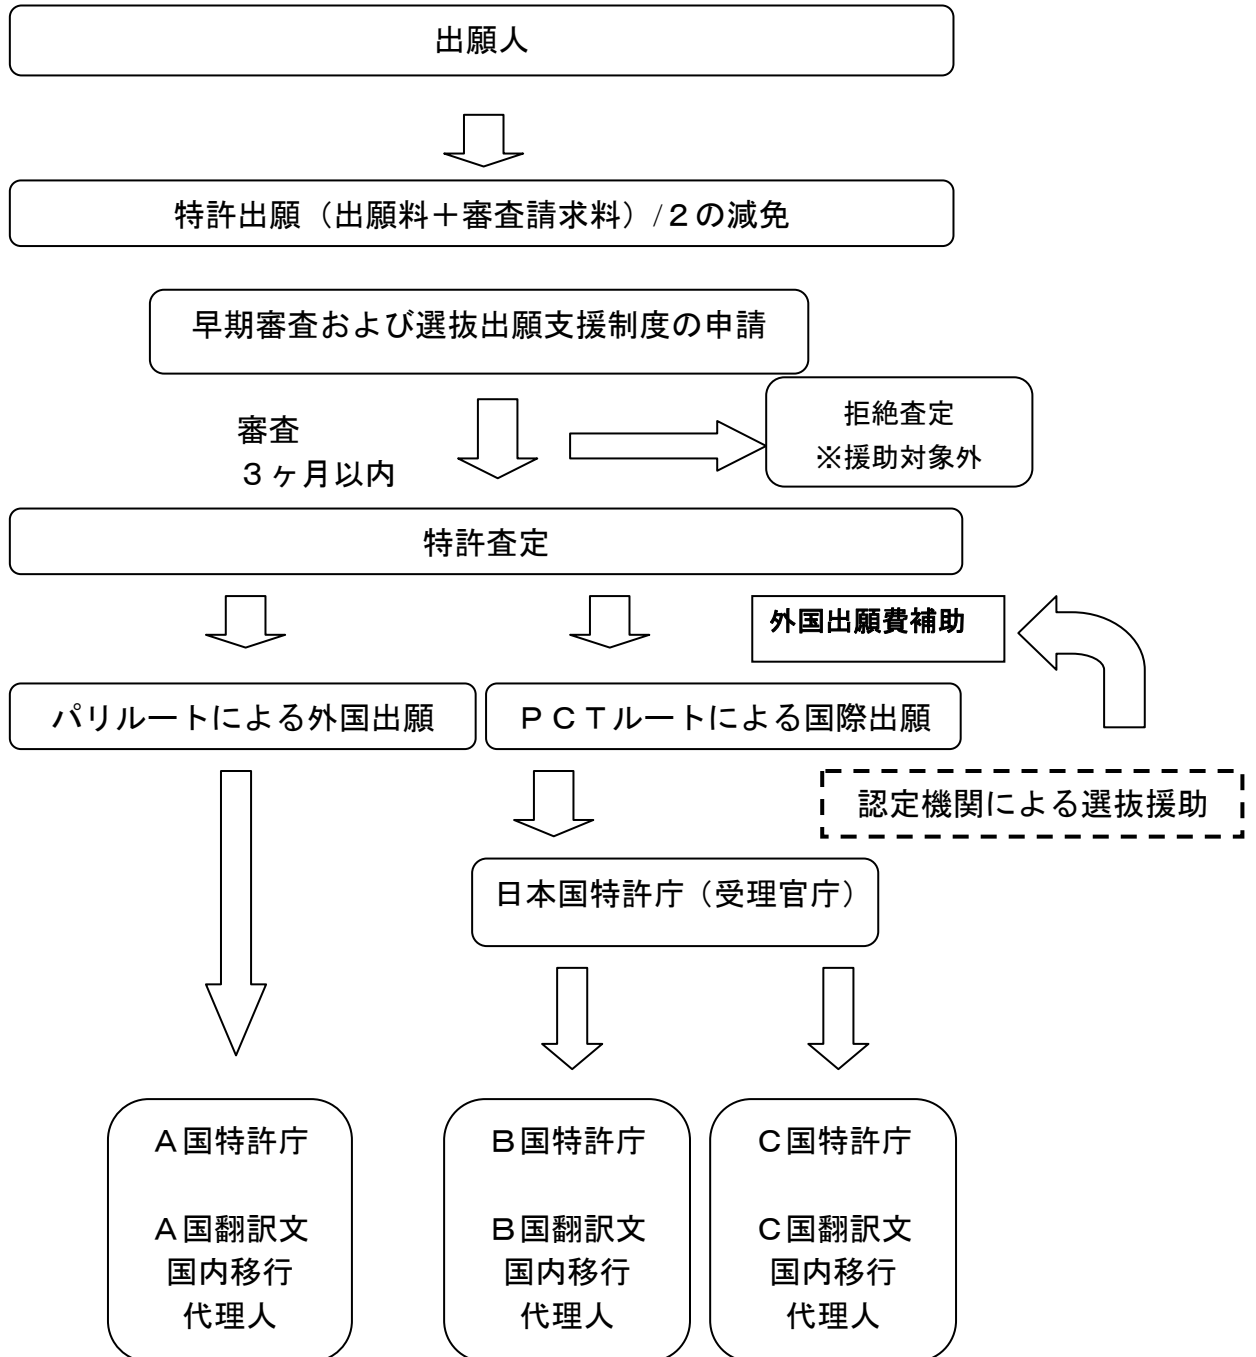 出願人
特許出願（出願料＋審査請求料）/２の減免
早期審査および選抜出願支援制度の申請
審査
３ヶ月以内
拒絶査定
※援助対象外
特許査定
外国出願費補助
パリルートによる外国出願
ＰＣＴルートによる国際出願
認定機関による選抜援助
日本国特許庁（受理官庁）
Ａ国特許庁
Ａ国翻訳文
国内移行
代理人
Ｂ国特許庁
Ｂ国翻訳文
国内移行
代理人
Ｃ国特許庁
Ｃ国翻訳文
国内移行
代理人